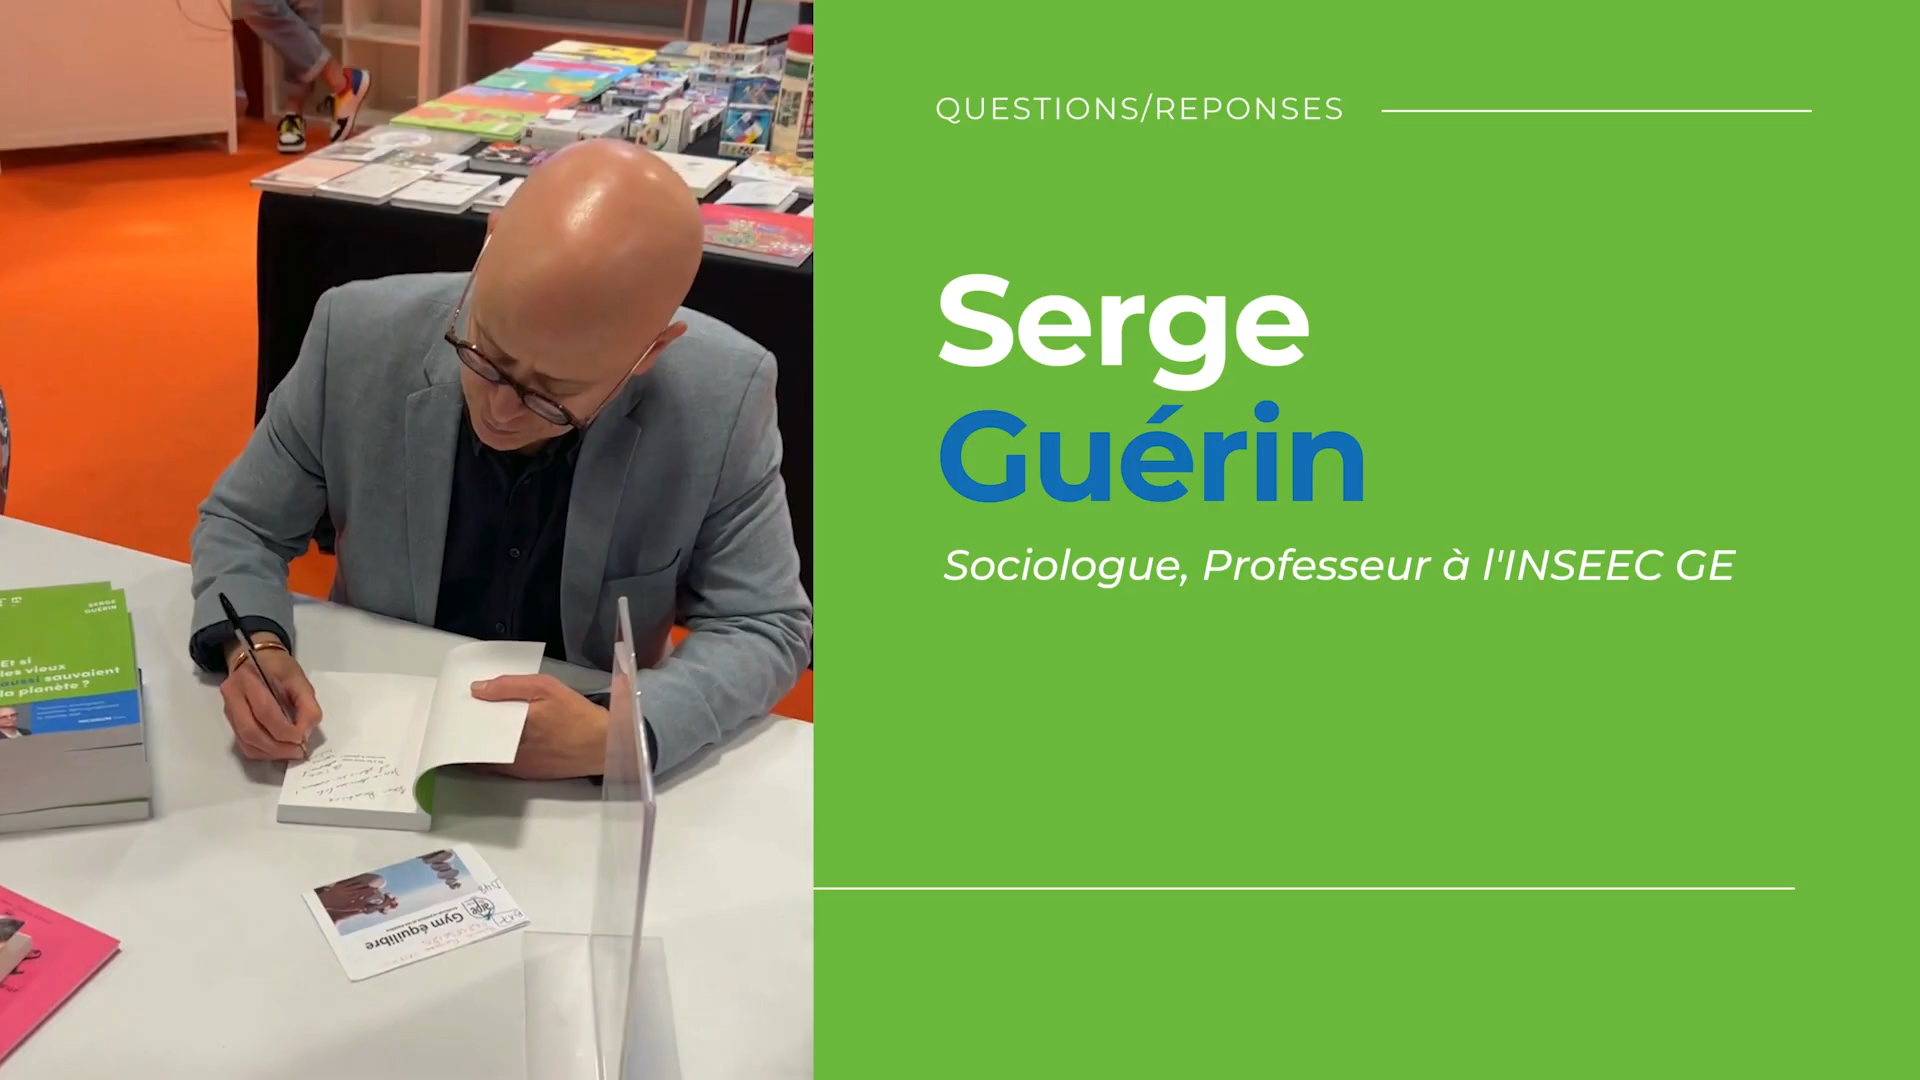 QUESTIONS/REPONSES
Serge
Guérin
Sociologue, Professeur à l'INSEEC GE
SERGE
GUÉRIN
Et si
les vieux
aussi sauvaient
la planète ?
Gym équilibre